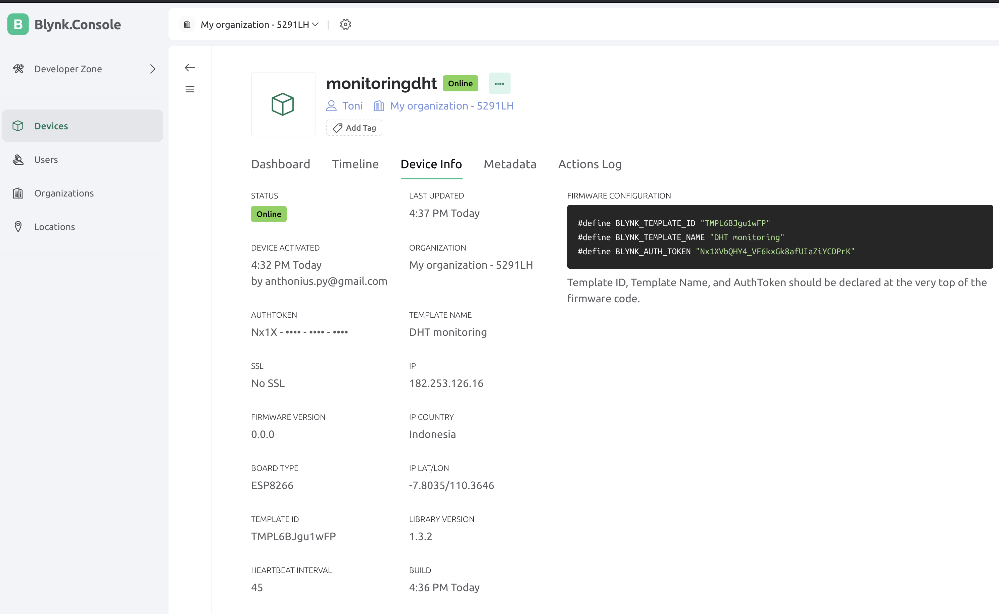 B Blynk.Console
My organization - 5291LH
Developer Zone
Devices
Users
Organizations
Locations
monitoringdht Online
Toni My organization - 5291LH
Add Tag
Dashboard Timeline Device Info Metadata Actions Log
STATUS
Online
LAST UPDATED
4:37 PM Today
DEVICE ACTIVATED
4:32 PM Today
by anthonius.py@gmail.com
ORGANIZATION
My organization - 5291LH
AUTHTOKEN
Nx1X - •••• - •••• - ••••
TEMPLATE NAME
DHT monitoring
SSL
No SSL
IP
182.253.126.16
FIRMWARE VERSION
0.0.0
IP COUNTRY
Indonesia
BOARD TYPE
ESP8266
IP LAT/LON
-7.8035/110.3646
TEMPLATE ID
TMPL6BJgu1wFP
LIBRARY VERSION
1.3.2
HEARTBEAT INTERVAL
45
BUILD
4:36 PM Today
FIRMWARE CONFIGURATION
#define BLYNK_TEMPLATE_ID "TMPL6BJgu1wFP"
#define BLYNK_TEMPLATE_NAME "DHT monitoring"
#define BLYNK_AUTH_TOKEN "Nx1XVbQHY4_VF6kxGk8afUIaZiYCDPrK"
Template ID, Template Name, and AuthToken should be declared at the very top of the
firmware code.